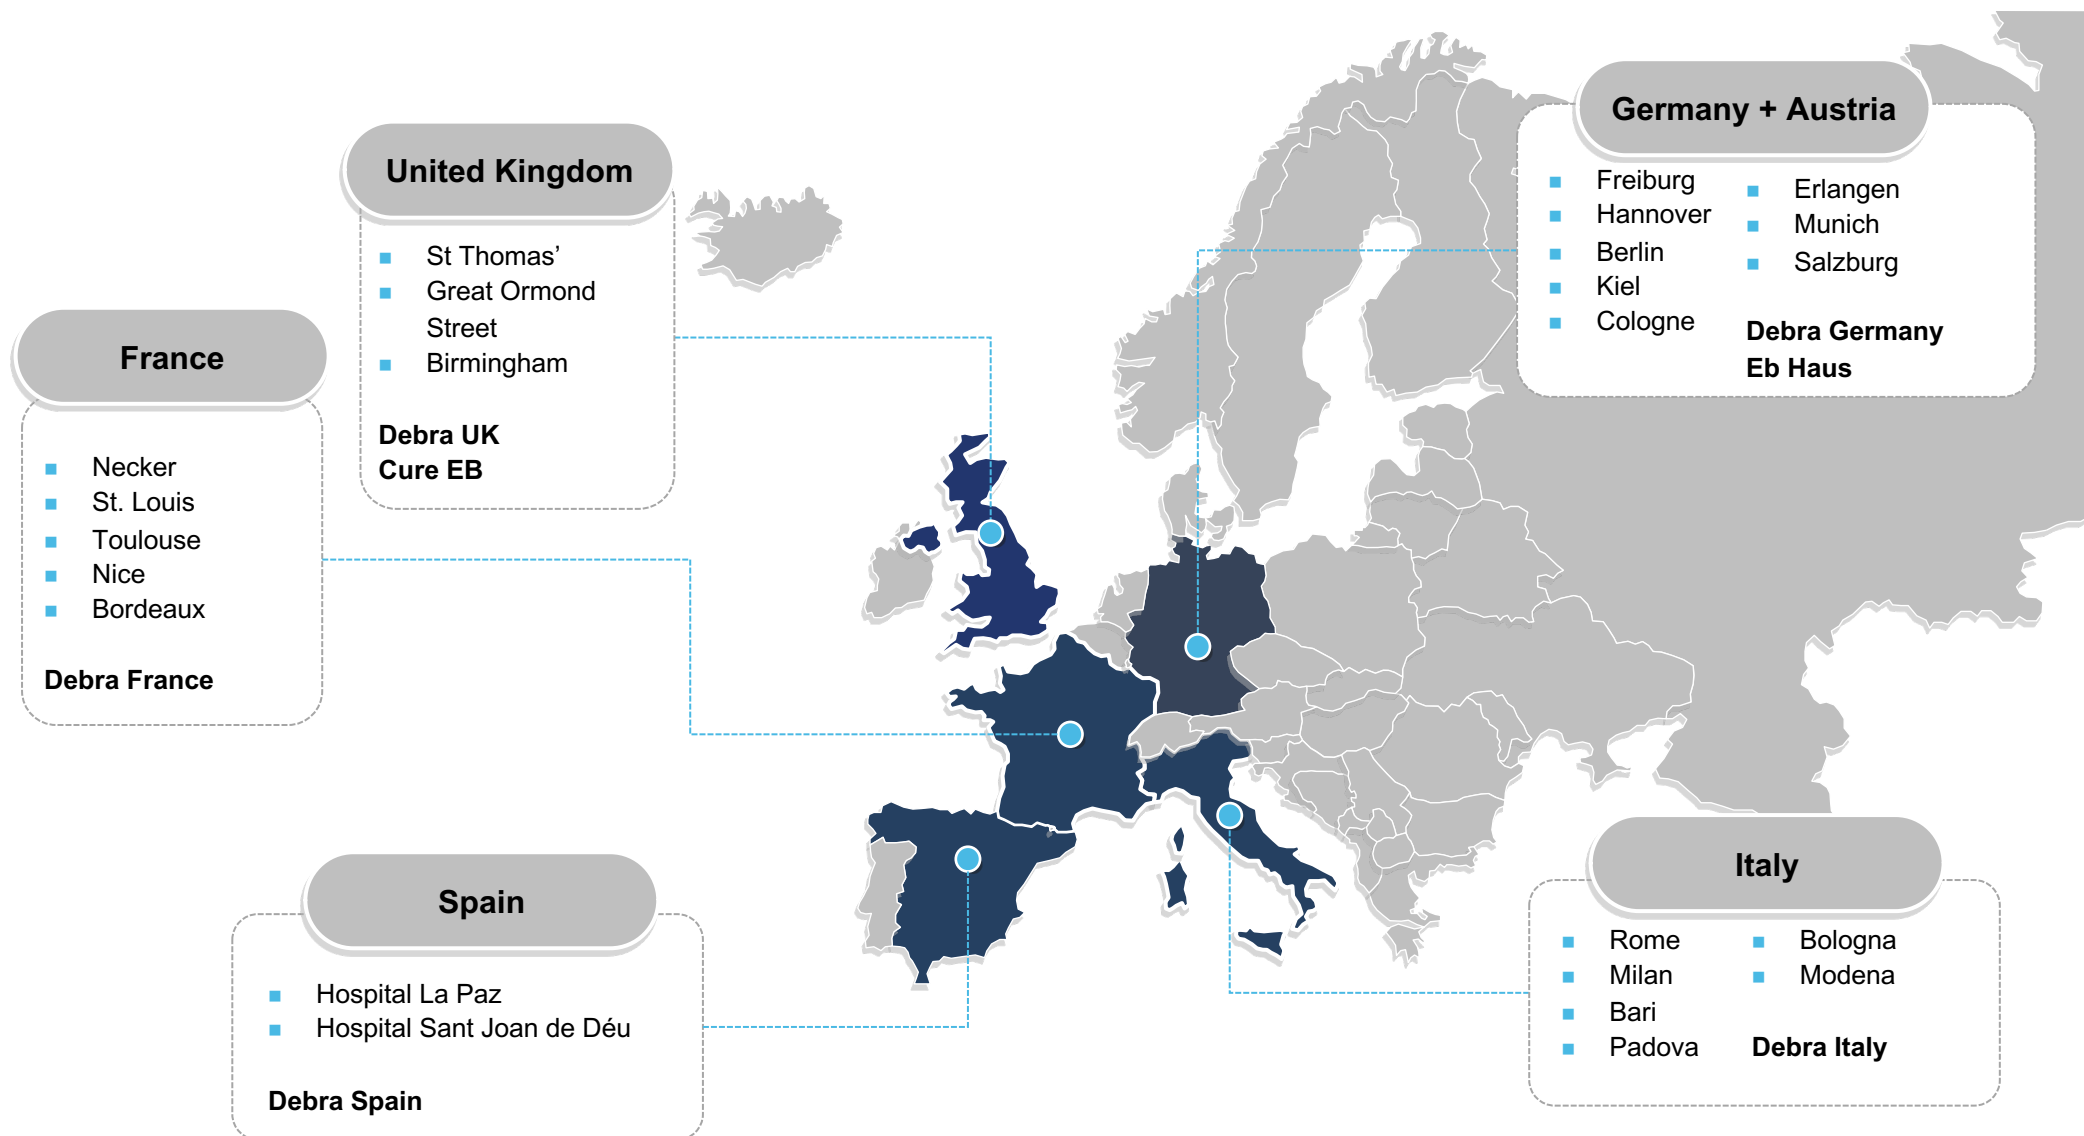 United Kingdom
St Thomas’
Great Ormond
Street
Birmingham
Debra UK
Cure EB
France
Necker
St. Louis
Toulouse
Nice
Bordeaux
Debra France
Germany + Austria
Freiburg
Hannover
Berlin
Kiel
Cologne
Erlangen
Munich
Salzburg
Debra Germany
Eb Haus
Spain
Hospital La Paz
Hospital Sant Joan de Déu
Debra Spain
Italy
Rome
Milan
Bari
Padova
Bologna
Modena
Debra Italy